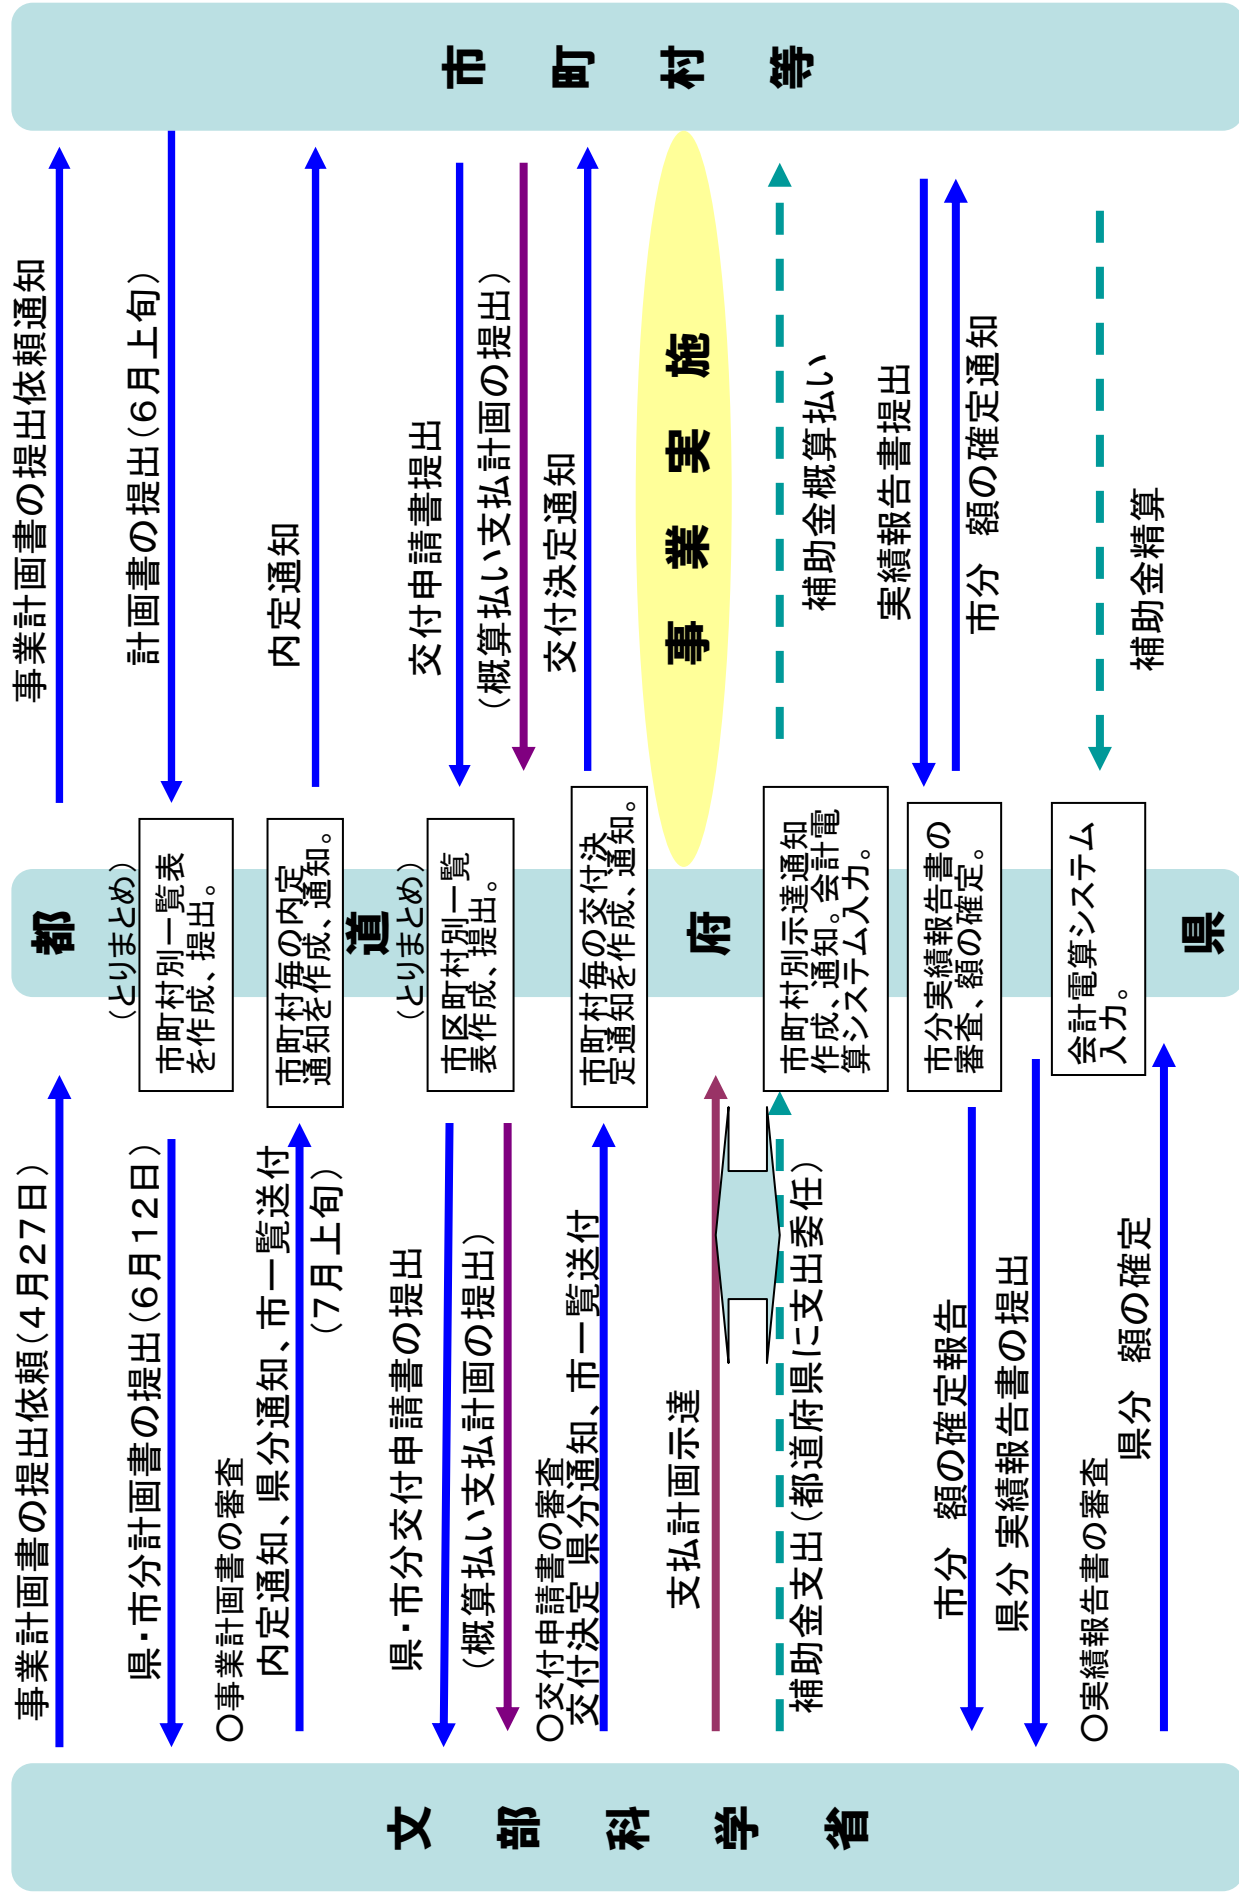 文部科学省
都道府県
市町村等
事業計画書の提出依頼（４月２７日）
事業計画書の提出依頼通知
計画書の提出（６月上旬）
（とりまとめ）
市町村別一覧表
を作成、提出。
県・市分計画書の提出（６月１２日）
○事業計画書の審査
内定通知、県分通知、市一覧送付
（７月上旬）
市町村毎の内定
通知を作成、通知。
内定通知
交付申請書提出
（概算払い支払計画の提出）
（とりまとめ）
市区町村別一覧
表作成、提出。
県・市分交付申請書の提出
（概算払い支払計画の提出）
○交付申請書の審査
交付決定 県分通知、市一覧送付
市町村毎の交付決
定通知を作成、通知。
交付決定通知
事業実施
支払計画示達
補助金支出（都道府県に支出委任）
市町村別示達通知
作成、通知。会計電
算システム入力。
補助金概算払い
実績報告書提出
市分実績報告書の
審査、額の確定。
市分　額の確定通知
市分　額の確定報告
県分 実績報告書の提出
○実績報告書の審査
県分　額の確定
会計電算システム
入力。
補助金精算